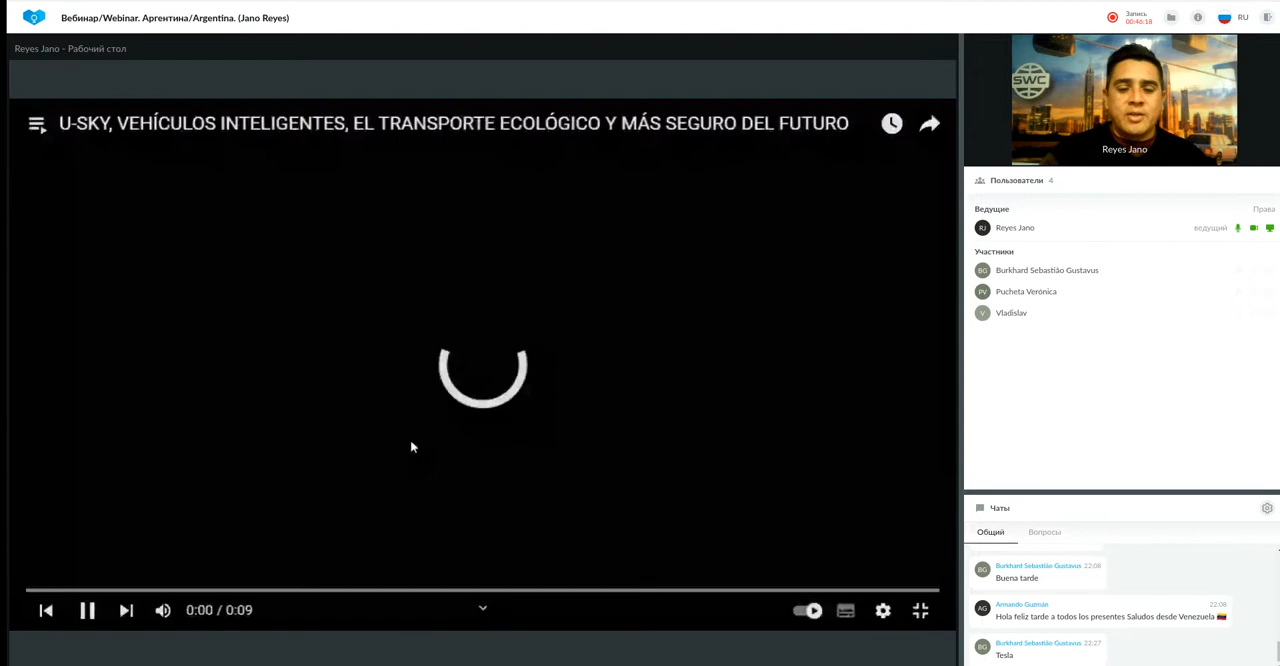 Вебинар/Webinar. Аргентина/Argentina. (Jano Reyes)
Запись
00:46:18
RU
Reyes Jano - Рабочий стол
U-SKY, VEHÍCULOS INTELIGENTES, EL TRANSPORTE ECOLÓGICO Y MÁS SEGURO DEL FUTURO
0:00 / 0:09
SWC
Reyes Jano
Пользователи 4
Ведущие Права
RJ Reyes Jano ведущий
Участники
BG Burkhard Sebastião Gustavus
PV Pucheta Verónica
V Vladislav
Чаты
Общий Вопросы
BG Burkhard Sebastião Gustavus 22:08
Buena tarde
AG Armando Guzmán 22:08
Hola feliz tarde a todos los presentes Saludos desde Venezuela 🇻🇪
BG Burkhard Sebastião Gustavus 22:27
Tesla